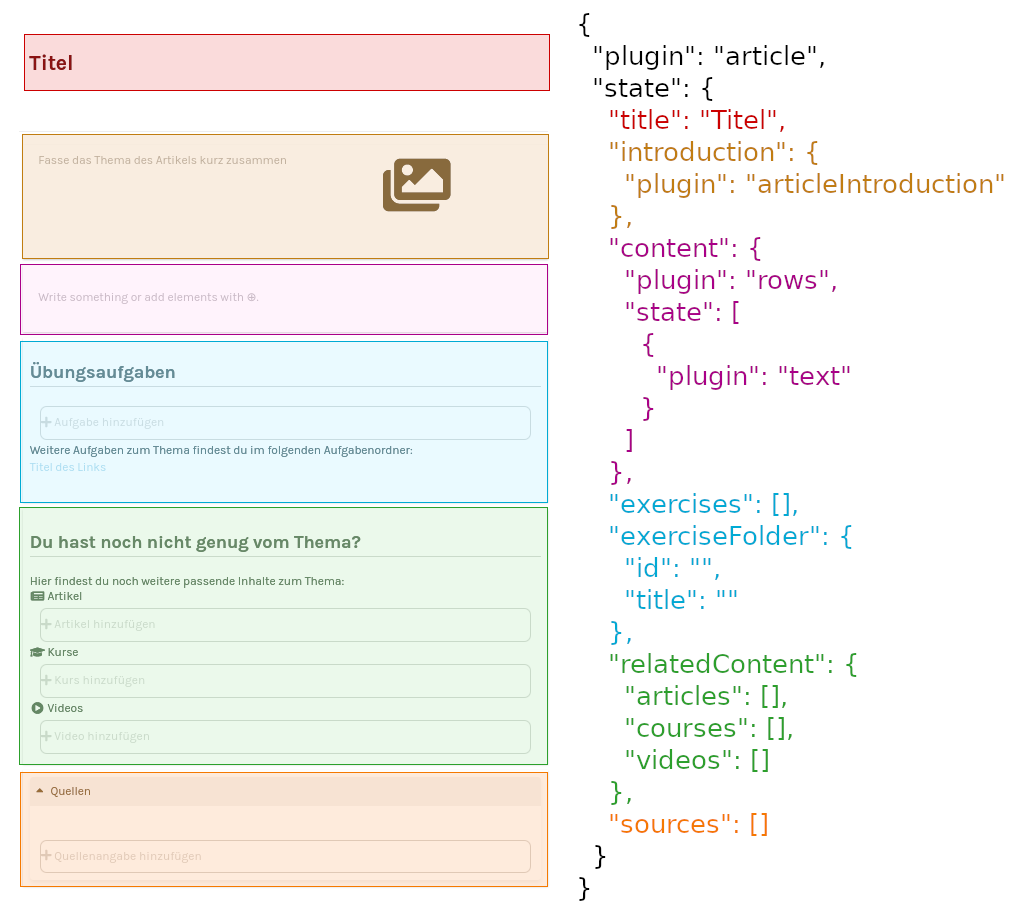 Titel
Fasse das Thema des Artikels kurz zusammen
Write something or add elements with ⊕.
Übungsaufgaben
+ Aufgabe hinzufügen
Weitere Aufgaben zum Thema findest du im folgenden Aufgabenordner:
Titel des Links
Du hast noch nicht genug vom Thema?
Hier findest du noch weitere passende Inhalte zum Thema:
Artikel
+ Artikel hinzufügen
Kurse
+ Kurs hinzufügen
Videos
+ Video hinzufügen
Quellen
+ Quellenangabe hinzufügen
{
"plugin": "article",
"state": {
"title": "Titel",
"introduction": {
"plugin": "articleIntroduction"
},
"content": {
"plugin": "rows",
"state": [
{
"plugin": "text"
}
]
},
"exercises": [],
"exerciseFolder": {
"id": "",
"title": ""
},
"relatedContent": {
"articles": [],
"courses": [],
"videos": []
},
"sources": []
}
}